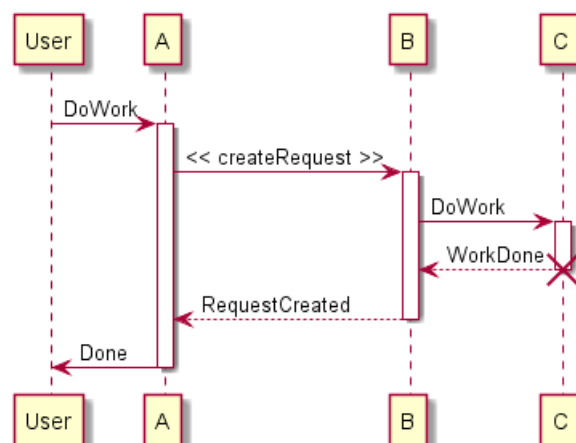 User A B C
DoWork
<< createRequest >>
DoWork
WorkDone
RequestCreated
Done
User A B C